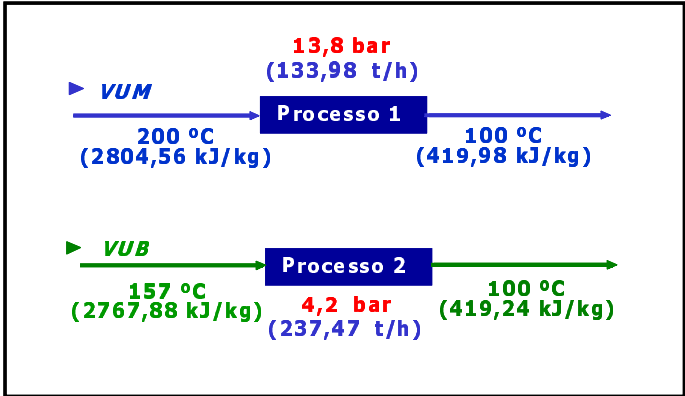 13,8 bar
(133,98 t/h)
VUM
Processo 1
200 ºC
(2804,56 kJ/kg)
100 ºC
(419,98 kJ/kg)
VUB
Processo 2
157 ºC
(2767,88 kJ/kg)
4,2 bar
(237,47 t/h)
100 ºC
(419,24 kJ/kg)